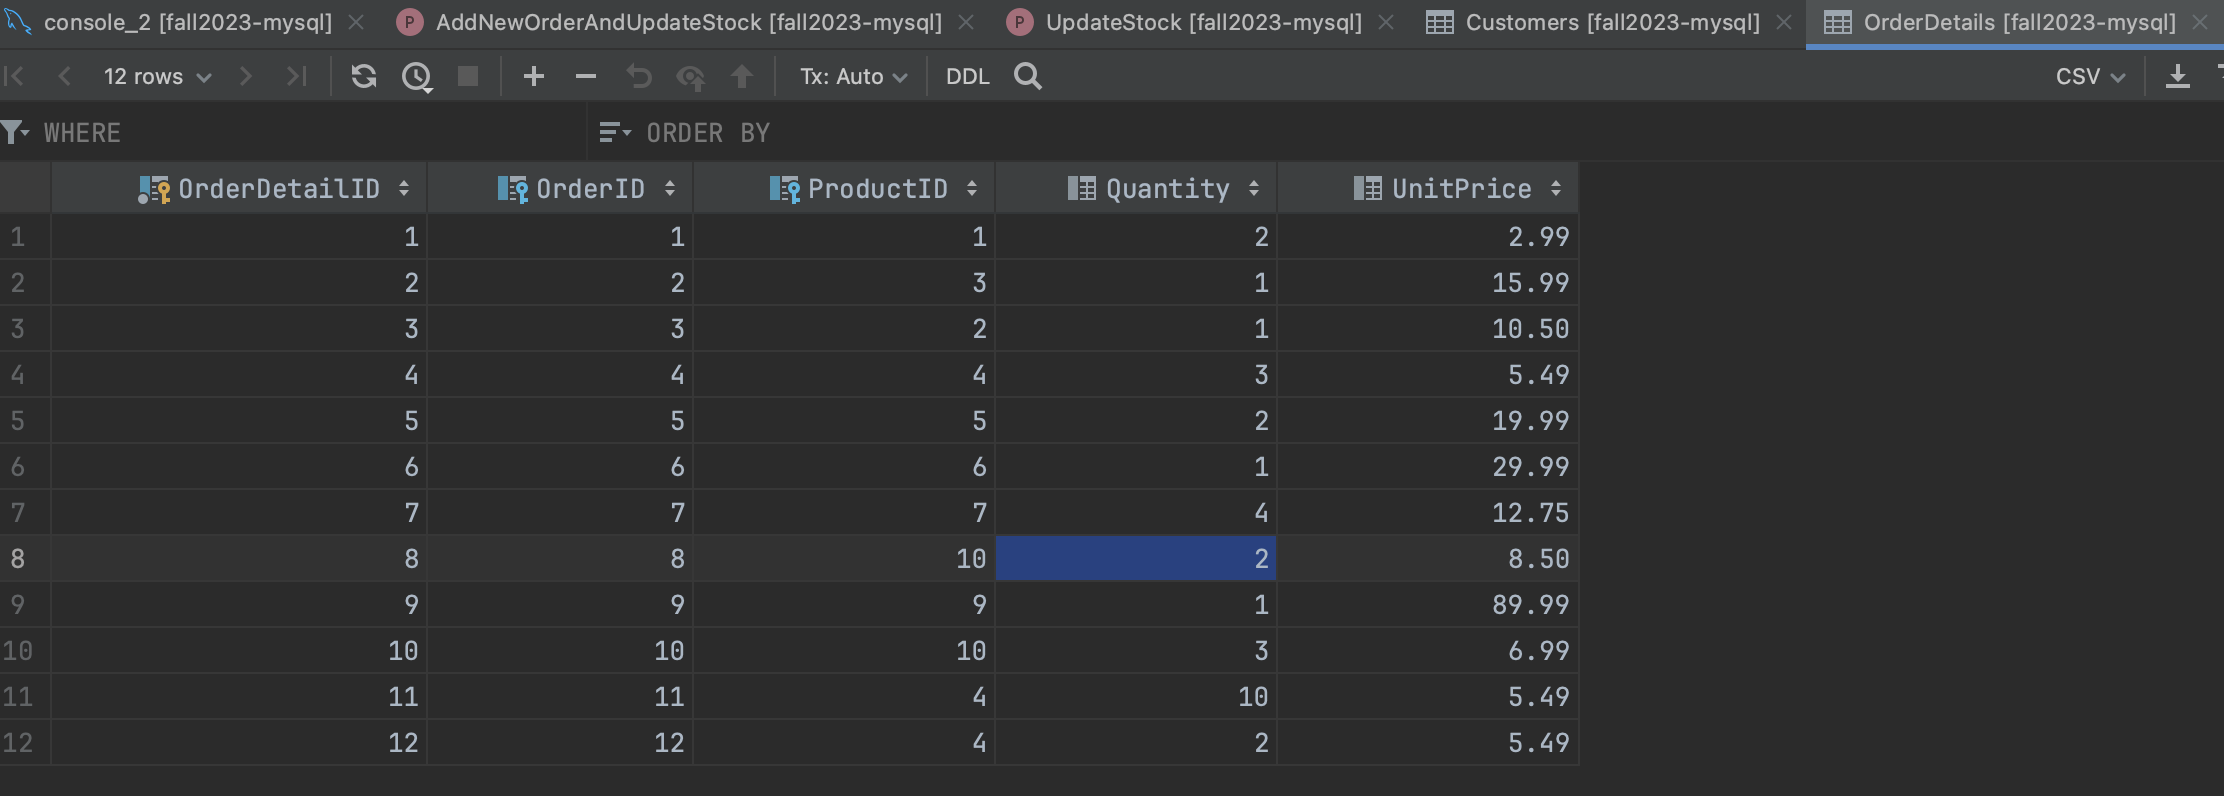 console_2 [fall2023-mysql] P AddNewOrderAndUpdateStock [fall2023-mysql] P UpdateStock [fall2023-mysql] Customers [fall2023-mysql] OrderDetails [fall2023-mysql]
12 rows Tx: Auto DDL CSV
WHERE ORDER BY
OrderDetailID OrderID ProductID Quantity UnitPrice
1 1 1 1 2 2.99
2 2 2 3 1 15.99
3 3 3 2 1 10.50
4 4 4 4 3 5.49
5 5 5 5 2 19.99
6 6 6 6 1 29.99
7 7 7 7 4 12.75
8 8 8 10 2 8.50
9 9 9 9 1 89.99
10 10 10 10 3 6.99
11 11 11 4 10 5.49
12 12 12 4 2 5.49